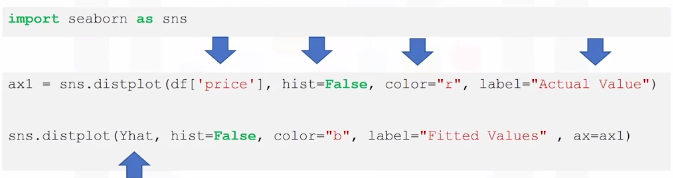 import seaborn as sns
ax1 = sns.distplot(df['price'], hist=False, color="r", label="Actual Value")
sns.distplot(Yhat, hist=False, color="b", label="Fitted Values" , ax=ax1)